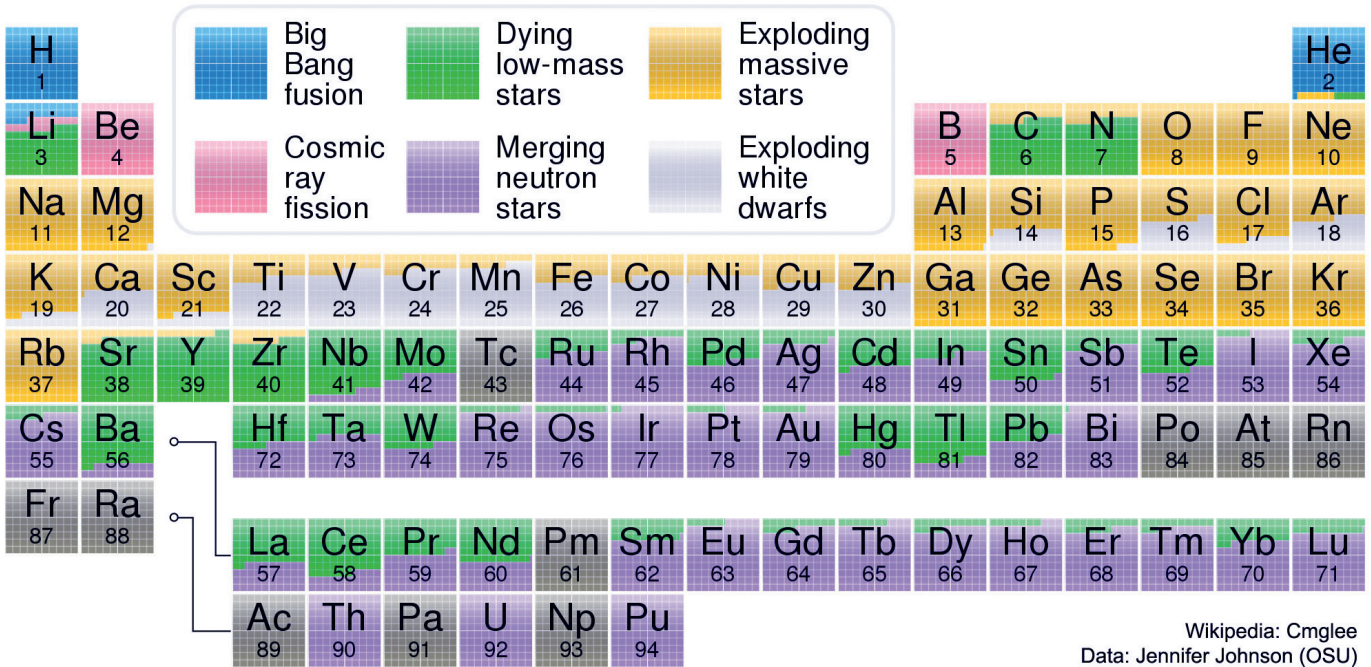 Big Bang fusion
Dying low-mass stars
Exploding massive stars
Cosmic ray fission
Merging neutron stars
Exploding white dwarfs
H He
1 2
Li Be B C N O F Ne
3 4 5 6 7 8 9 10
Na Mg Al Si P S Cl Ar
11 12 13 14 15 16 17 18
K Ca Sc Ti V Cr Mn Fe Co Ni Cu Zn Ga Ge As Se Br Kr
19 20 21 22 23 24 25 26 27 28 29 30 31 32 33 34 35 36
Rb Sr Y Zr Nb Mo Tc Ru Rh Pd Ag Cd In Sn Sb Te I Xe
37 38 39 40 41 42 43 44 45 46 47 48 49 50 51 52 53 54
Cs Ba Hf Ta W Re Os Ir Pt Au Hg Tl Pb Bi Po At Rn
55 56 72 73 74 75 76 77 78 79 80 81 82 83 84 85 86
Fr Ra
87 88
La Ce Pr Nd Pm Sm Eu Gd Tb Dy Ho Er Tm Yb Lu
57 58 59 60 61 62 63 64 65 66 67 68 69 70 71
Ac Th Pa U Np Pu
89 90 91 92 93 94
Wikipedia: Cmglee
Data: Jennifer Johnson (OSU)